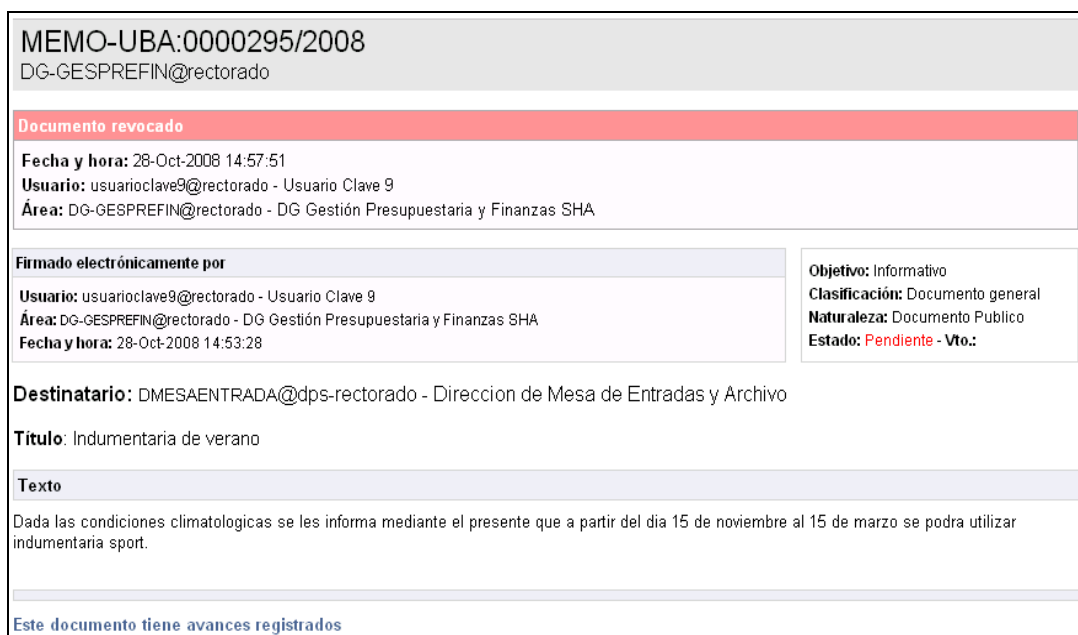 MEMO-UBA:0000295/2008
DG-GESPREFIN@rectorado
Documento revocado
Fecha y hora: 28-Oct-2008 14:57:51
Usuario: usuarioclave9@rectorado - Usuario Clave 9
Área: DG-GESPREFIN@rectorado - DG Gestión Presupuestaria y Finanzas SHA
Firmado electrónicamente por
Usuario: usuarioclave9@rectorado - Usuario Clave 9
Área: DG-GESPREFIN@rectorado - DG Gestión Presupuestaria y Finanzas SHA
Fecha y hora: 28-Oct-2008 14:53:28
Objetivo: Informativo
Clasificación: Documento general
Naturaleza: Documento Publico
Estado: Pendiente - Vto.:
Destinatario: DMESAENTRADA@dps-rectorado - Direccion de Mesa de Entradas y Archivo
Título: Indumentaria de verano
Texto
Dada las condiciones climatologicas se les informa mediante el presente que a partir del dia 15 de noviembre al 15 de marzo se podra utilizar
indumentaria sport.
Este documento tiene avances registrados